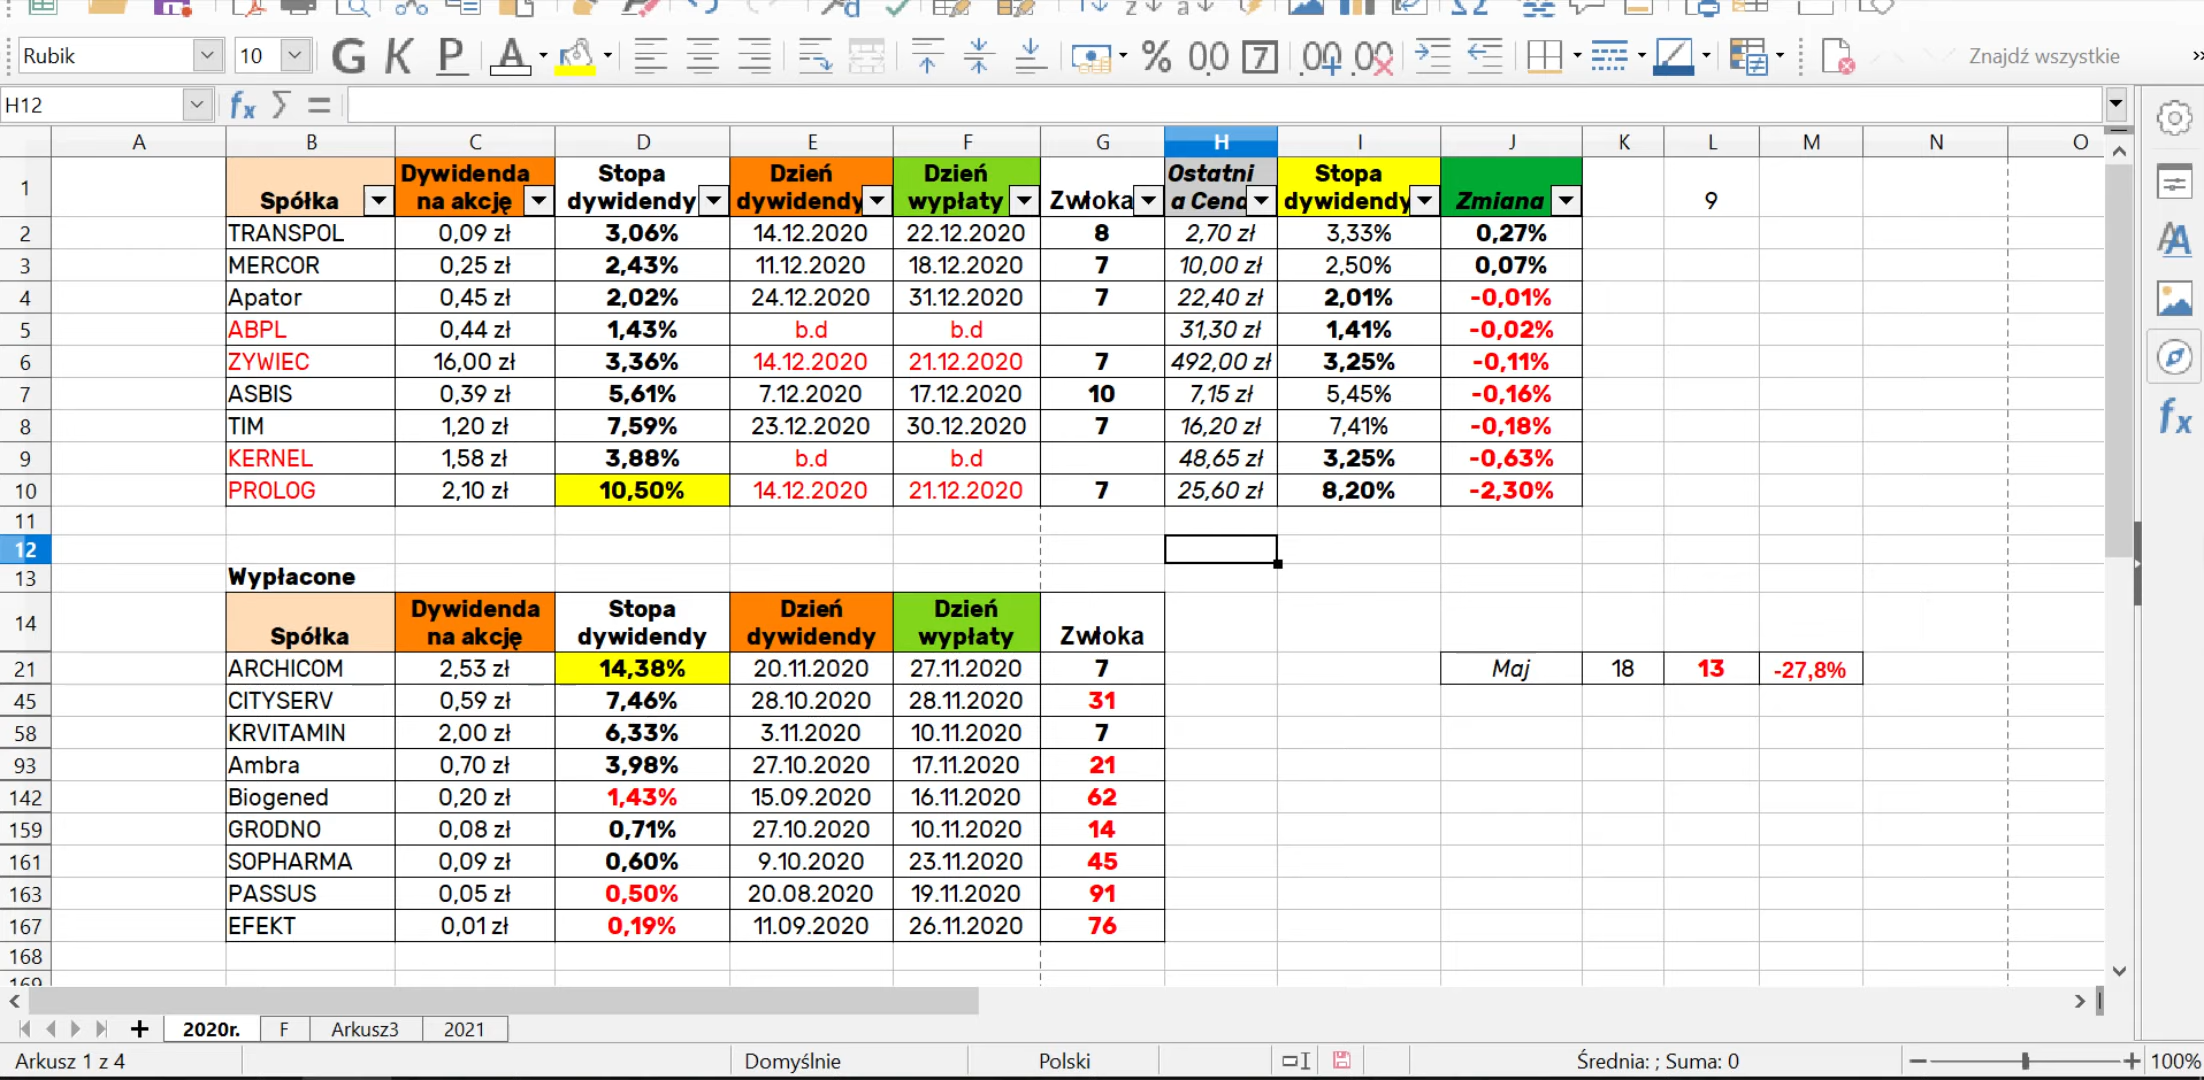 Rubik 10 G K P A % 00 7 00 00 Znajdź wszystkie
H12 fx Σ =
A B C D E F G H I J K L M N O
1 Spółka Dywidenda na akcję Stopa dywidendy Dzień dywidendy Dzień wypłaty Zwłoka Ostatni a Cena Stopa dywidendy Zmiana 9
2 TRANSPOL 0,09 zł 3,06% 14.12.2020 22.12.2020 8 2,70 zł 3,33% 0,27%
3 MERCOR 0,25 zł 2,43% 11.12.2020 18.12.2020 7 10,00 zł 2,50% 0,07%
4 Apator 0,45 zł 2,02% 24.12.2020 31.12.2020 7 22,40 zł 2,01% -0,01%
5 ABPL 0,44 zł 1,43% b.d b.d 31,30 zł 1,41% -0,02%
6 ZYWIEC 16,00 zł 3,36% 14.12.2020 21.12.2020 7 492,00 zł 3,25% -0,11%
7 ASBIS 0,39 zł 5,61% 7.12.2020 17.12.2020 10 7,15 zł 5,45% -0,16%
8 TIM 1,20 zł 7,59% 23.12.2020 30.12.2020 7 16,20 zł 7,41% -0,18%
9 KERNEL 1,58 zł 3,88% b.d b.d 48,65 zł 3,25% -0,63%
10 PROLOG 2,10 zł 10,50% 14.12.2020 21.12.2020 7 25,60 zł 8,20% -2,30%
11
12
13 Wypłacone
14 Spółka Dywidenda na akcję Stopa dywidendy Dzień dywidendy Dzień wypłaty Zwłoka
21 ARCHICOM 2,53 zł 14,38% 20.11.2020 27.11.2020 7 Maj 18 13 -27,8%
45 CITYSERV 0,59 zł 7,46% 28.10.2020 28.11.2020 31
58 KRVITAMIN 2,00 zł 6,33% 3.11.2020 10.11.2020 7
93 Ambra 0,70 zł 3,98% 27.10.2020 17.11.2020 21
142 Biogened 0,20 zł 1,43% 15.09.2020 16.11.2020 62
159 GRODNO 0,08 zł 0,71% 27.10.2020 10.11.2020 14
161 SOPHARMA 0,09 zł 0,60% 9.10.2020 23.11.2020 45
163 PASSUS 0,05 zł 0,50% 20.08.2020 19.11.2020 91
167 EFEKT 0,01 zł 0,19% 11.09.2020 26.11.2020 76
168
169
2020r. F Arkusz3 2021
Arkusz 1 z 4 Domyślnie Polski Średnia: ; Suma: 0 100%